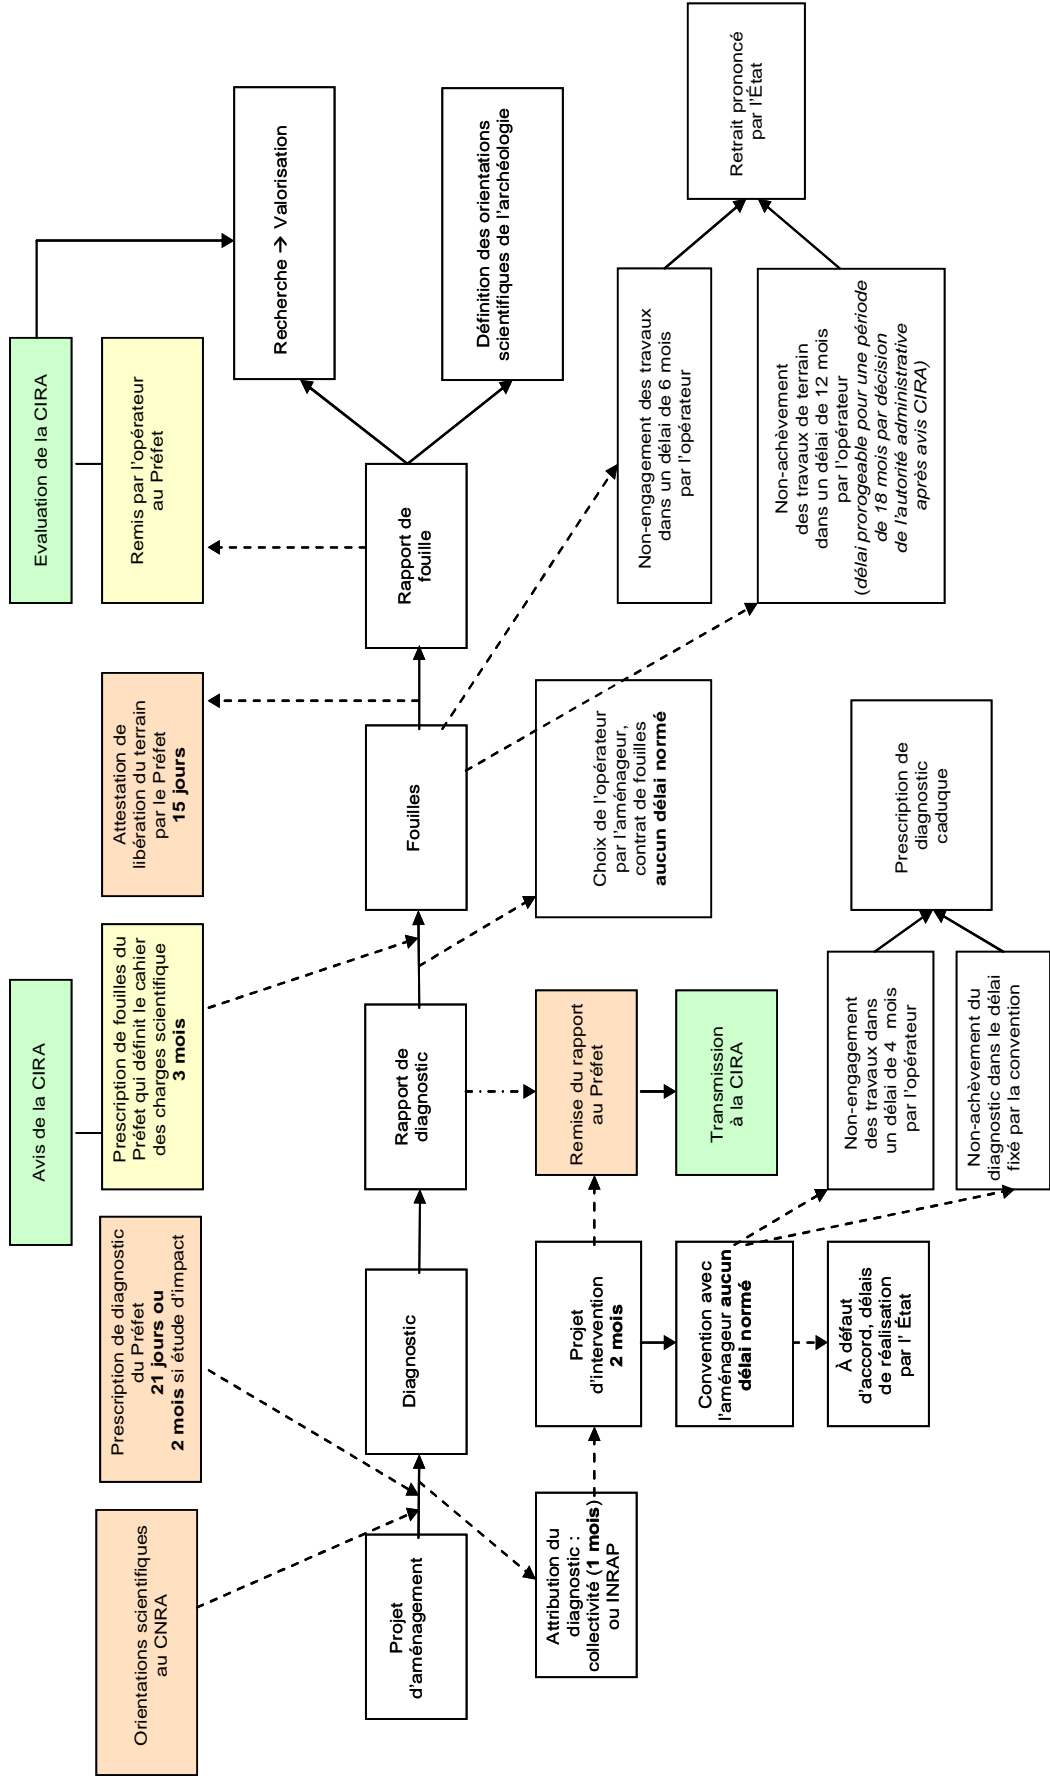 Orientations scientifiques
au CNRA
Prescription de diagnostic
du Préfet
21 jours ou
2 mois si étude d'impact
Avis de la CIRA
Prescription de fouilles du
Préfet qui définit le cahier
des charges scientifique
3 mois
Attestation de
libération du terrain
par le Préfet
15 jours
Evaluation de la CIRA
Remis par l'opérateur
au Préfet
Projet
d'aménagement
Diagnostic
Rapport de
diagnostic
Fouilles
Rapport de
fouille
Recherche → Valorisation
Définition des orientations
scientifiques de l'archéologie
Attribution du
diagnostic :
collectivité (1 mois)
ou INRAP
Projet
d'intervention
2 mois
Remise du rapport
au Préfet
Transmission
à la CIRA
Choix de l'opérateur
par l'aménageur,
contrat de fouilles
aucun délai normé
Non-engagement des travaux
dans un délai de 6 mois
par l'opérateur
Non-achèvement
des travaux de terrain
dans un délai de 12 mois
par l'opérateur
(délai prorogeable pour une période
de 18 mois par décision
de l'autorité administrative
après avis CIRA)
Retrait prononcé
par l'État
Convention avec
l'aménageur aucun
délai normé
À défaut
d'accord, délais
de réalisation
par l' État
Non-engagement
des travaux dans
un délai de 4 mois
par l'opérateur
Non-achèvement du
diagnostic dans le délai
fixé par la convention
Prescription de
diagnostic
caduque